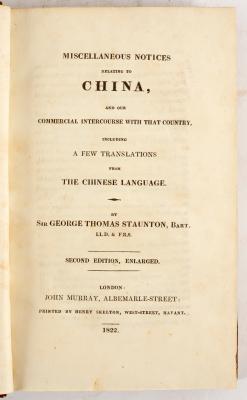 MISCELLANEOUS NOTICES
RELATING TO
CHINA,
AND OUR
COMMERCIAL INTERCOURSE WITH THAT COUNTRY,
INCLUDING
A FEW TRANSLATIONS
FROM
THE CHINESE LANGUAGE.
BY
SIR GEORGE THOMAS STAUNTON, BART.
LL.D. & F.R.S.
SECOND EDITION, ENLARGED.
LONDON:
JOHN MURRAY, ALBEMARLE-STREET:
PRINTED BY HENRY SKELTON, WEST-STREET, HAVANT.
1822.